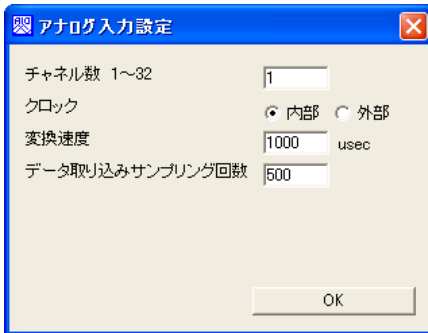 アナログ入力設定
チャネル数 1～32 1
クロック 内部 外部
変換速度 1000 usec
データ取り込みサンプリング回数 500
OK